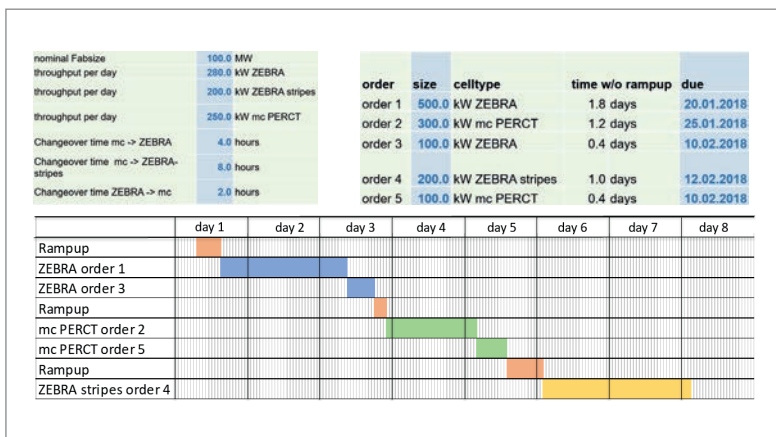 nominal Fabsize 100.0 MW
throughput per day 280.0 kW ZEBRA
throughput per day 200.0 kW ZEBRA stripes
throughput per day 250.0 kW mc PERCT
Changeover time mc -> ZEBRA 4.0 hours
Changeover time mc -> ZEBRA-
stripes 8.0 hours
Changeover time ZEBRA -> mc 2.0 hours
order size celltype time w/o rampup due
order 1 500.0 kW ZEBRA 1.8 days 20.01.2018
order 2 300.0 kW mc PERCT 1.2 days 25.01.2018
order 3 100.0 kW ZEBRA 0.4 days 10.02.2018
order 4 200.0 kW ZEBRA stripes 1.0 days 12.02.2018
order 5 100.0 kW mc PERCT 0.4 days 10.02.2018
day 1 day 2 day 3 day 4 day 5 day 6 day 7 day 8
Rampup
ZEBRA order 1
ZEBRA order 3
Rampup
mc PERCT order 2
mc PERCT order 5
Rampup
ZEBRA stripes order 4